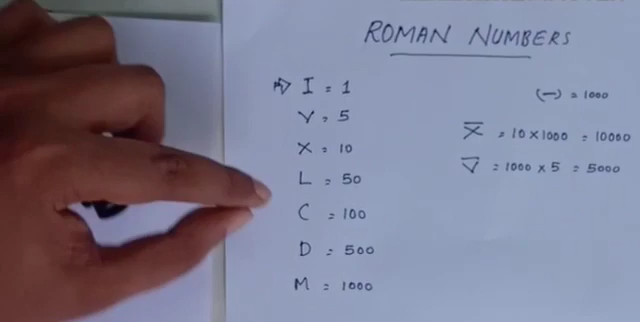 ROMAN NUMBERS
I = 1
V = 5
X = 10
L = 50
C = 100
D = 500
M = 1000
(—) = 1000
X̅ = 10 × 1000 = 10000
V̅ = 1000 × 5 = 5000